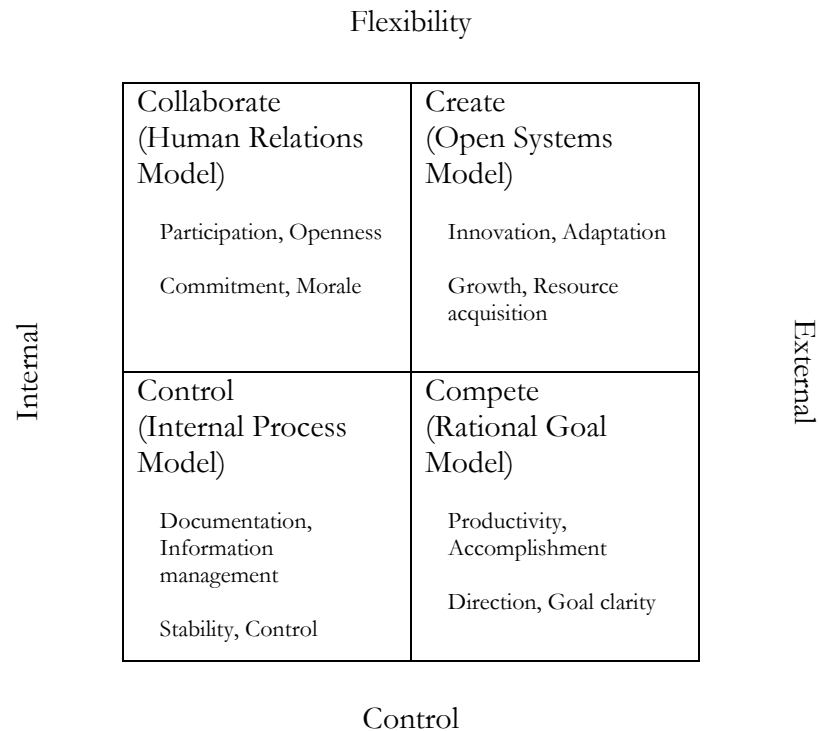 Flexibility
Collaborate
(Human Relations
Model)
Participation, Openness
Commitment, Morale
Create
(Open Systems
Model)
Innovation, Adaptation
Growth, Resource
acquisition
Internal
External
Control
(Internal Process
Model)
Documentation,
Information
management
Stability, Control
Compete
(Rational Goal
Model)
Productivity,
Accomplishment
Direction, Goal clarity
Control